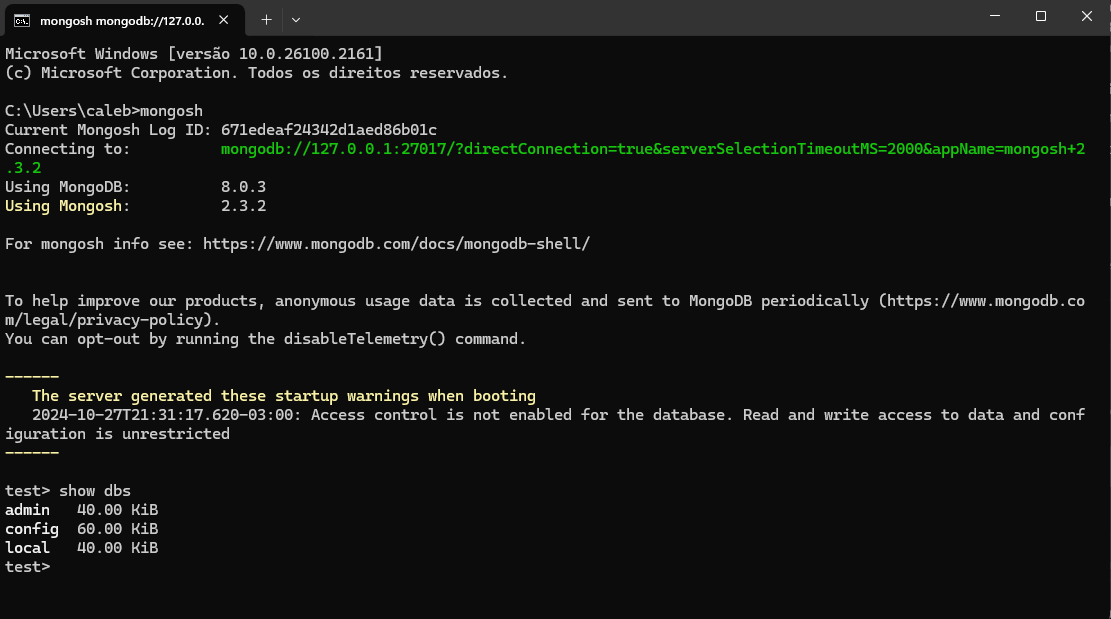 mongosh mongodb://127.0.0.
Microsoft Windows [versão 10.0.26100.2161]
(c) Microsoft Corporation. Todos os direitos reservados.
C:\Users\caleb>mongosh
Current Mongosh Log ID: 671edeaf24342d1aed86b01c
Connecting to:          mongodb://127.0.0.1:27017/?directConnection=true&serverSelectionTimeoutMS=2000&appName=mongosh+2
.3.2
Using MongoDB:          8.0.3
Using Mongosh:          2.3.2
For mongosh info see: https://www.mongodb.com/docs/mongodb-shell/
To help improve our products, anonymous usage data is collected and sent to MongoDB periodically (https://www.mongodb.co
m/legal/privacy-policy).
You can opt-out by running the disableTelemetry() command.
------
   The server generated these startup warnings when booting
   2024-10-27T21:31:17.620-03:00: Access control is not enabled for the database. Read and write access to data and conf
iguration is unrestricted
------
test> show dbs
admin   40.00 KiB
config  60.00 KiB
local   40.00 KiB
test>